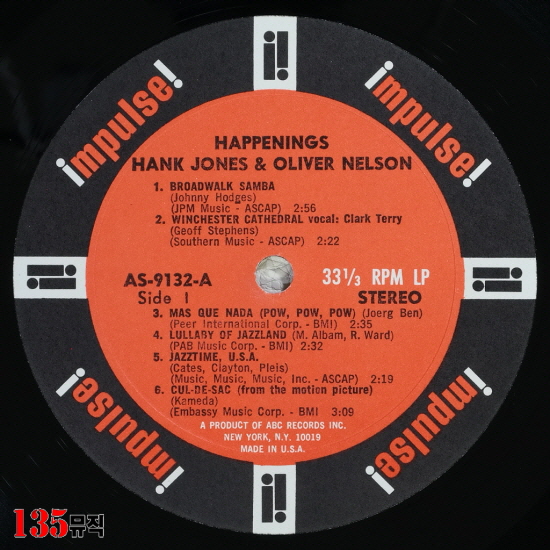 impulse!
impulse!
HAPPENINGS
HANK JONES & OLIVER NELSON
1. BROADWALK SAMBA
(Johnny Hodges)
(JPM Music - ASCAP) 2:56
2. WINCHESTER CATHEDRAL vocal: Clark Terry
(Geoff Stephens)
(Southern Music - ASCAP) 2:22
AS-9132-A
Side I
33 1/3 RPM LP
STEREO
3. MAS QUE NADA (POW, POW, POW) (Joerg Ben)
(Peer International Corp. - BMI) 2:35
4. LULLABY OF JAZZLAND (M. Albam, R. Ward)
(PAB Music Corp. - BMI) 2:32
5. JAZZTIME, U.S.A.
(Cates, Clayton, Pleis)
(Music, Music, Music, Inc. - ASCAP) 2:19
6. CUL-DE-SAC (from the motion picture)
(Kameda)
(Embassy Music Corp. - BMI 3:09
A PRODUCT OF ABC RECORDS INC.
NEW YORK, N.Y. 10019
MADE IN U.S.A.
impulse!
impulse!
135뮤직